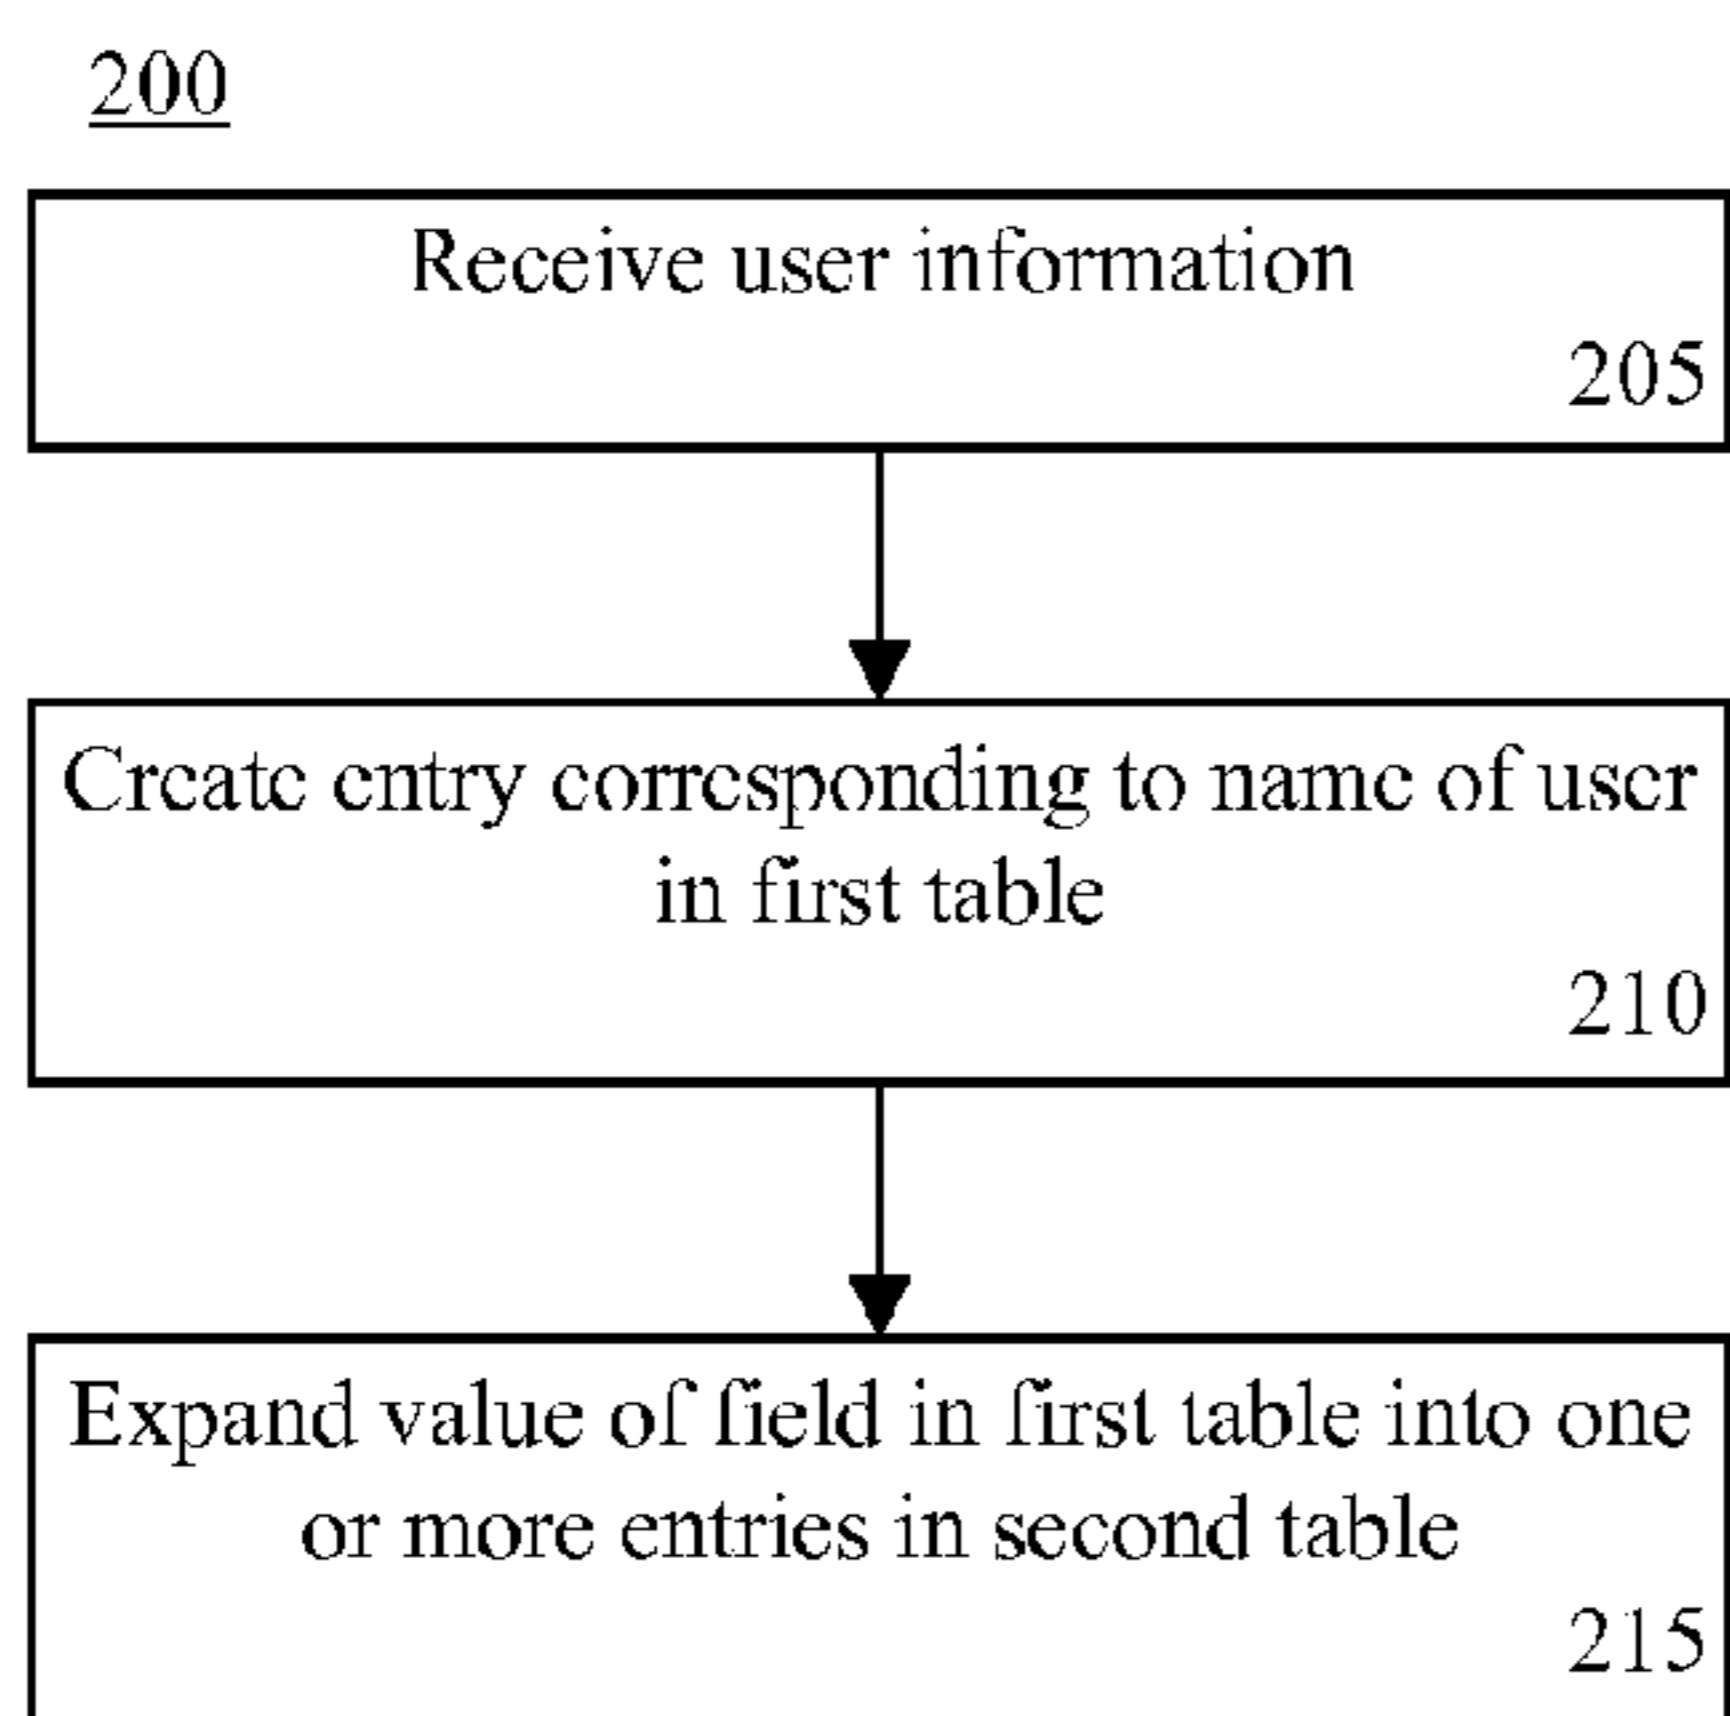 200
Receive user information
205
Create entry corresponding to name of user
in first table
210
Expand value of field in first table into one
or more entries in second table
215